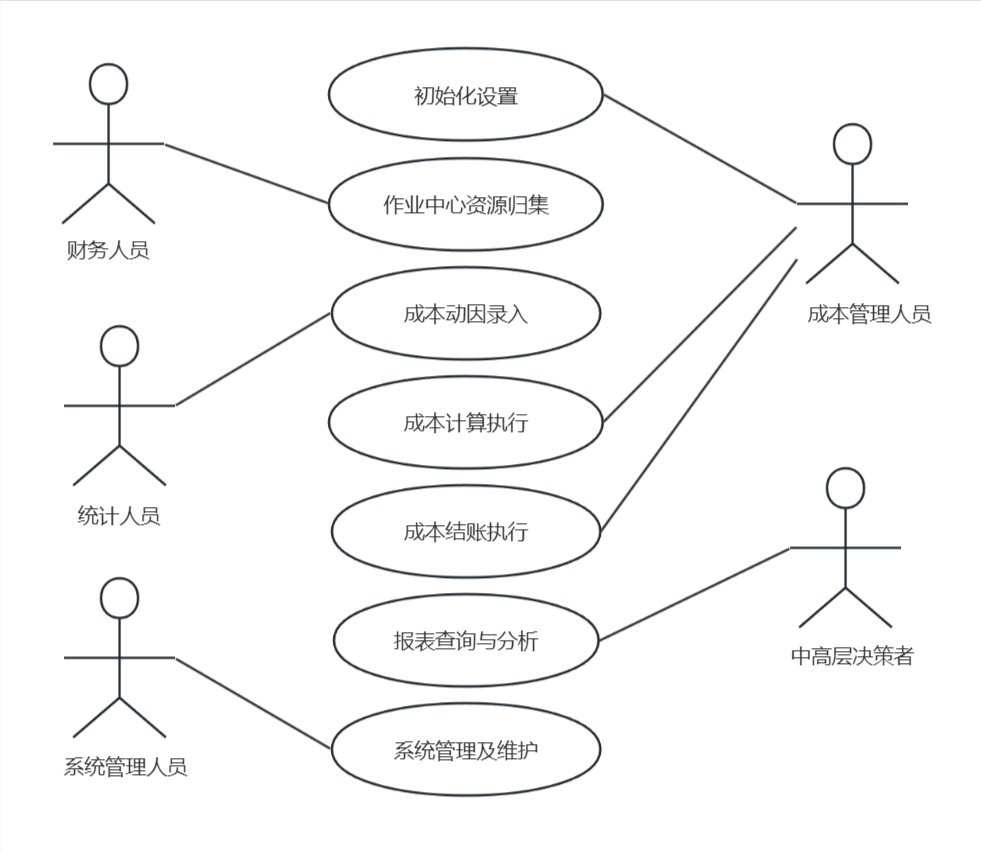 初始化设置
财务人员
作业中心资源归集
成本管理人员
成本动因录入
统计人员
成本计算执行
成本结账执行
报表查询与分析
中高层决策者
系统管理人员
系统管理及维护